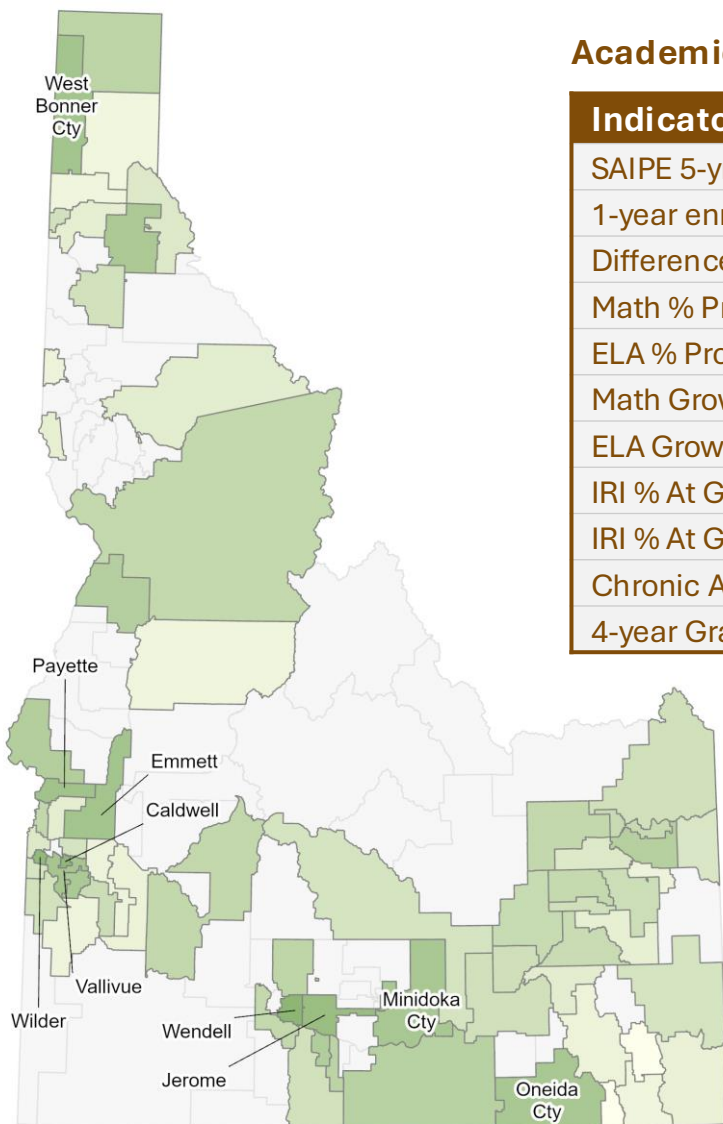 Academi
Indicato
SAIPE 5-y
1-year enr
Difference
Math % Pr
ELA % Pro
Math Grow
ELA Grow
IRI % At G
IRI % At G
Chronic A
4-year Gra
West
Bonner
Cty
Payette
Emmett
Caldwell
Vallivue
Wilder
Wendell
Jerome
Minidoka
Cty
Oneida
Cty